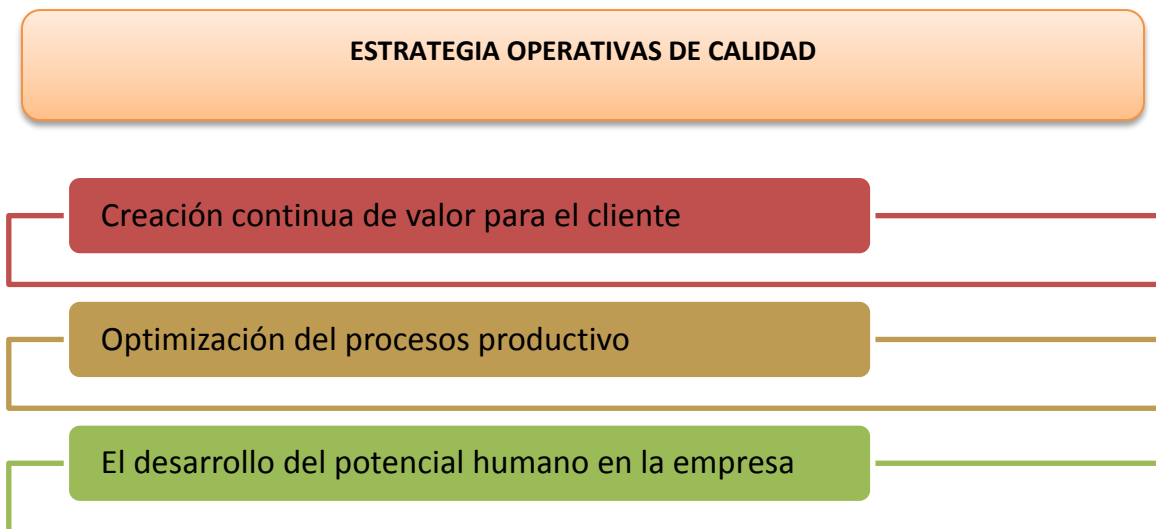 ESTRATEGIA OPERATIVAS DE CALIDAD
Creación continua de valor para el cliente
Optimización del procesos productivo
El desarrollo del potencial humano en la empresa